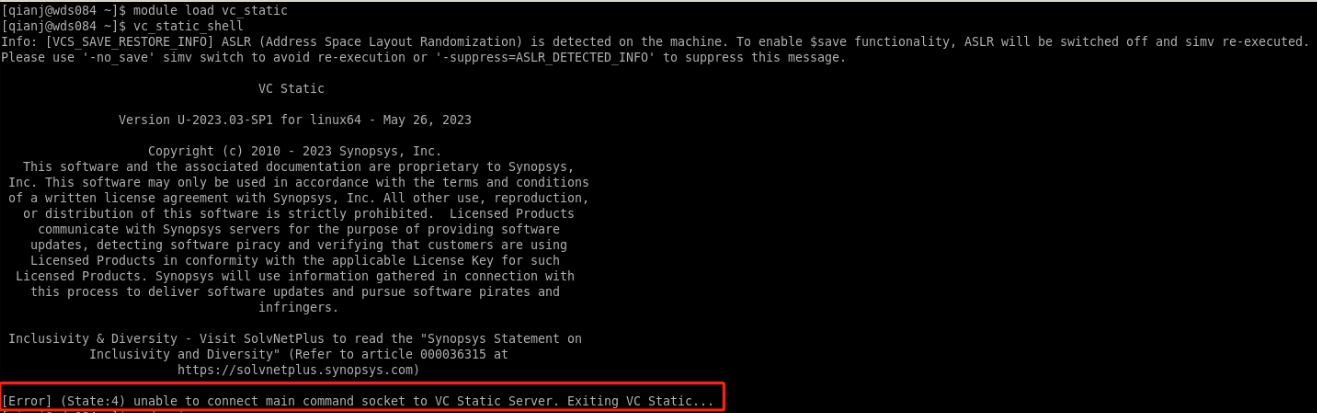 [qianj@wds084 ~]$ module load vc_static
[qianj@wds084 ~]$ vc_static_shell
Info: [VCS_SAVE_RESTORE_INFO] ASLR (Address Space Layout Randomization) is detected on the machine. To enable $save functionality, ASLR will be switched off and simv re-executed.
Please use '-no_save' simv switch to avoid re-execution or '-suppress=ASLR_DETECTED_INFO' to suppress this message.
VC Static
Version U-2023.03-SP1 for linux64 - May 26, 2023
Copyright (c) 2010 - 2023 Synopsys, Inc.
This software and the associated documentation are proprietary to Synopsys,
Inc. This software may only be used in accordance with the terms and conditions
of a written license agreement with Synopsys, Inc. All other use, reproduction,
or distribution of this software is strictly prohibited.  Licensed Products
communicate with Synopsys servers for the purpose of providing software
updates, detecting software piracy and verifying that customers are using
Licensed Products in conformity with the applicable License Key for such
Licensed Products. Synopsys will use information gathered in connection with
this process to deliver software updates and pursue software pirates and
infringers.
Inclusivity & Diversity - Visit SolvNetPlus to read the "Synopsys Statement on
Inclusivity and Diversity" (Refer to article 000036315 at
https://solvnetplus.synopsys.com)
[Error] (State:4) unable to connect main command socket to VC Static Server. Exiting VC Static...